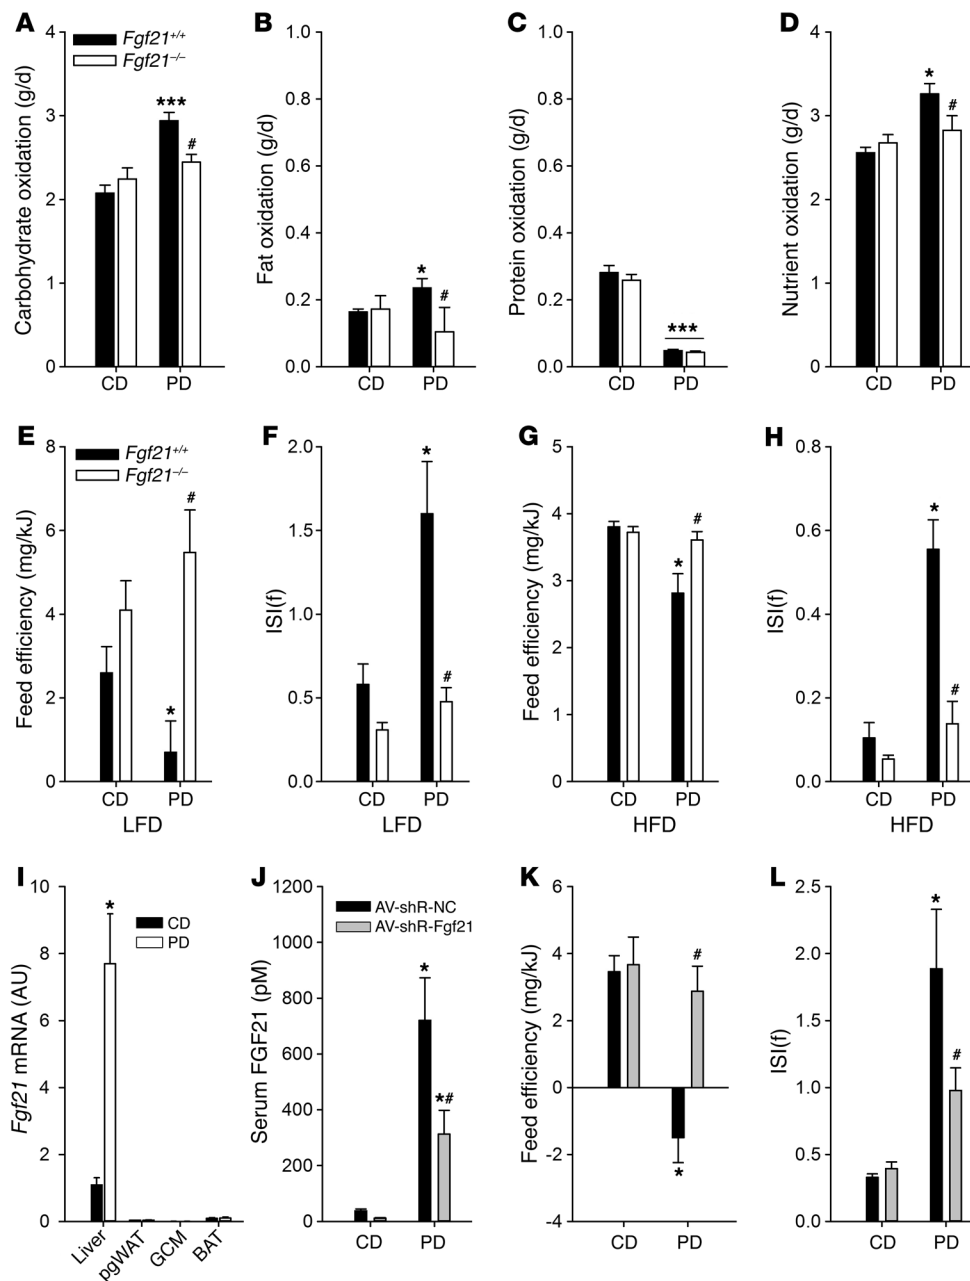 A
Carbohydrate oxidation (g/d)
4
3
2
1
0
Fgf21+/+
Fgf21−/−
***
#
CD
PD
B
Fat oxidation (g/d)
1.0
0.8
0.6
0.4
0.2
0.0
*
#
CD
PD
C
Protein oxidation (g/d)
1.0
0.8
0.6
0.4
0.2
0.0
***
CD
PD
D
Nutrient oxidation (g/d)
4
3
2
1
0
*
#
CD
PD
E
Feed efficiency (mg/kJ)
8
6
4
2
0
Fgf21+/+
Fgf21−/−
#
*
CD
PD
LFD
F
ISI(f)
2.0
1.5
1.0
0.5
0.0
*
#
CD
PD
LFD
G
Feed efficiency (mg/kJ)
5
4
3
2
1
0
#
*
CD
PD
HFD
H
ISI(f)
0.8
0.6
0.4
0.2
0.0
*
#
CD
PD
HFD
I
Fgf21 mRNA (AU)
10
8
6
4
2
0
*
CD
PD
Liver
pgWAT
GCM
BAT
J
Serum FGF21 (pM)
1200
1000
800
600
400
200
0
AV-shR-NC
AV-shR-Fgf21
*
*#
CD
PD
K
Feed efficiency (mg/kJ)
6
4
2
0
-2
-4
#
*
CD
PD
L
ISI(f)
2.5
2.0
1.5
1.0
0.5
0.0
*
#
CD
PD